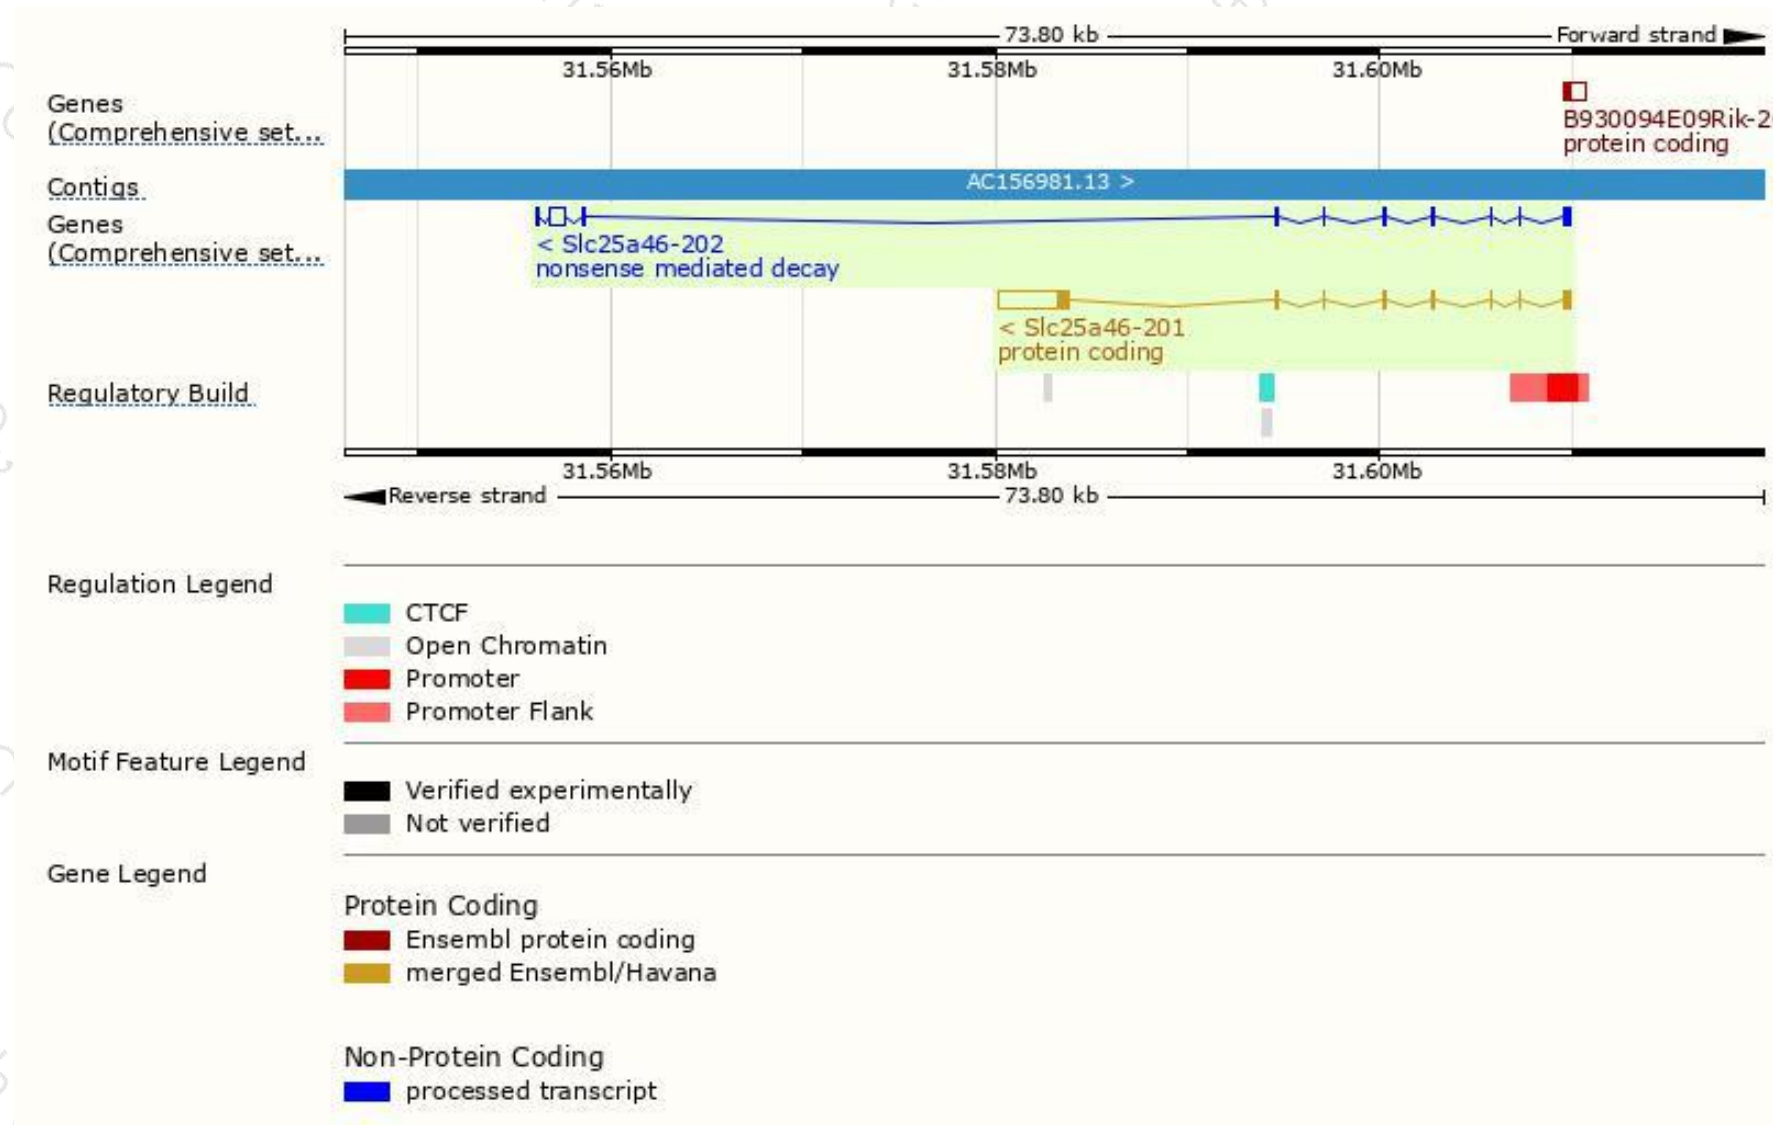 73.80 kb
Forward strand
31.56Mb
31.58Mb
31.60Mb
Genes
(Comprehensive set...
B930094E09Rik-2
protein coding
Contigs
AC156981.13 >
Genes
(Comprehensive set...
< Slc25a46-202
nonsense mediated decay
< Slc25a46-201
protein coding
Regulatory Build
31.56Mb
31.58Mb
31.60Mb
Reverse strand
73.80 kb
Regulation Legend
CTCF
Open Chromatin
Promoter
Promoter Flank
Motif Feature Legend
Verified experimentally
Not verified
Gene Legend
Protein Coding
Ensembl protein coding
merged Ensembl/Havana
Non-Protein Coding
processed transcript